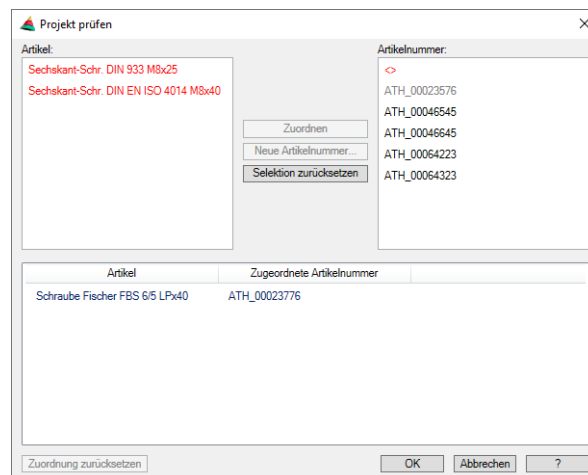 Projekt prüfen
Artikel:
Sechskant-Schr. DIN 933 M8x25
Sechskant-Schr. DIN EN ISO 4014 M8x40
Zuordnen
Neue Artikelnummer...
Selektion zurücksetzen
Artikelnummer:
<>
ATH_00023576
ATH_00046545
ATH_00046645
ATH_00064223
ATH_00064323
Artikel Zugeordnete Artikelnummer
Schraube Fischer FBS 6/5 LPx40 ATH_00023776
Zuordnung zurücksetzen
OK Abbrechen ?